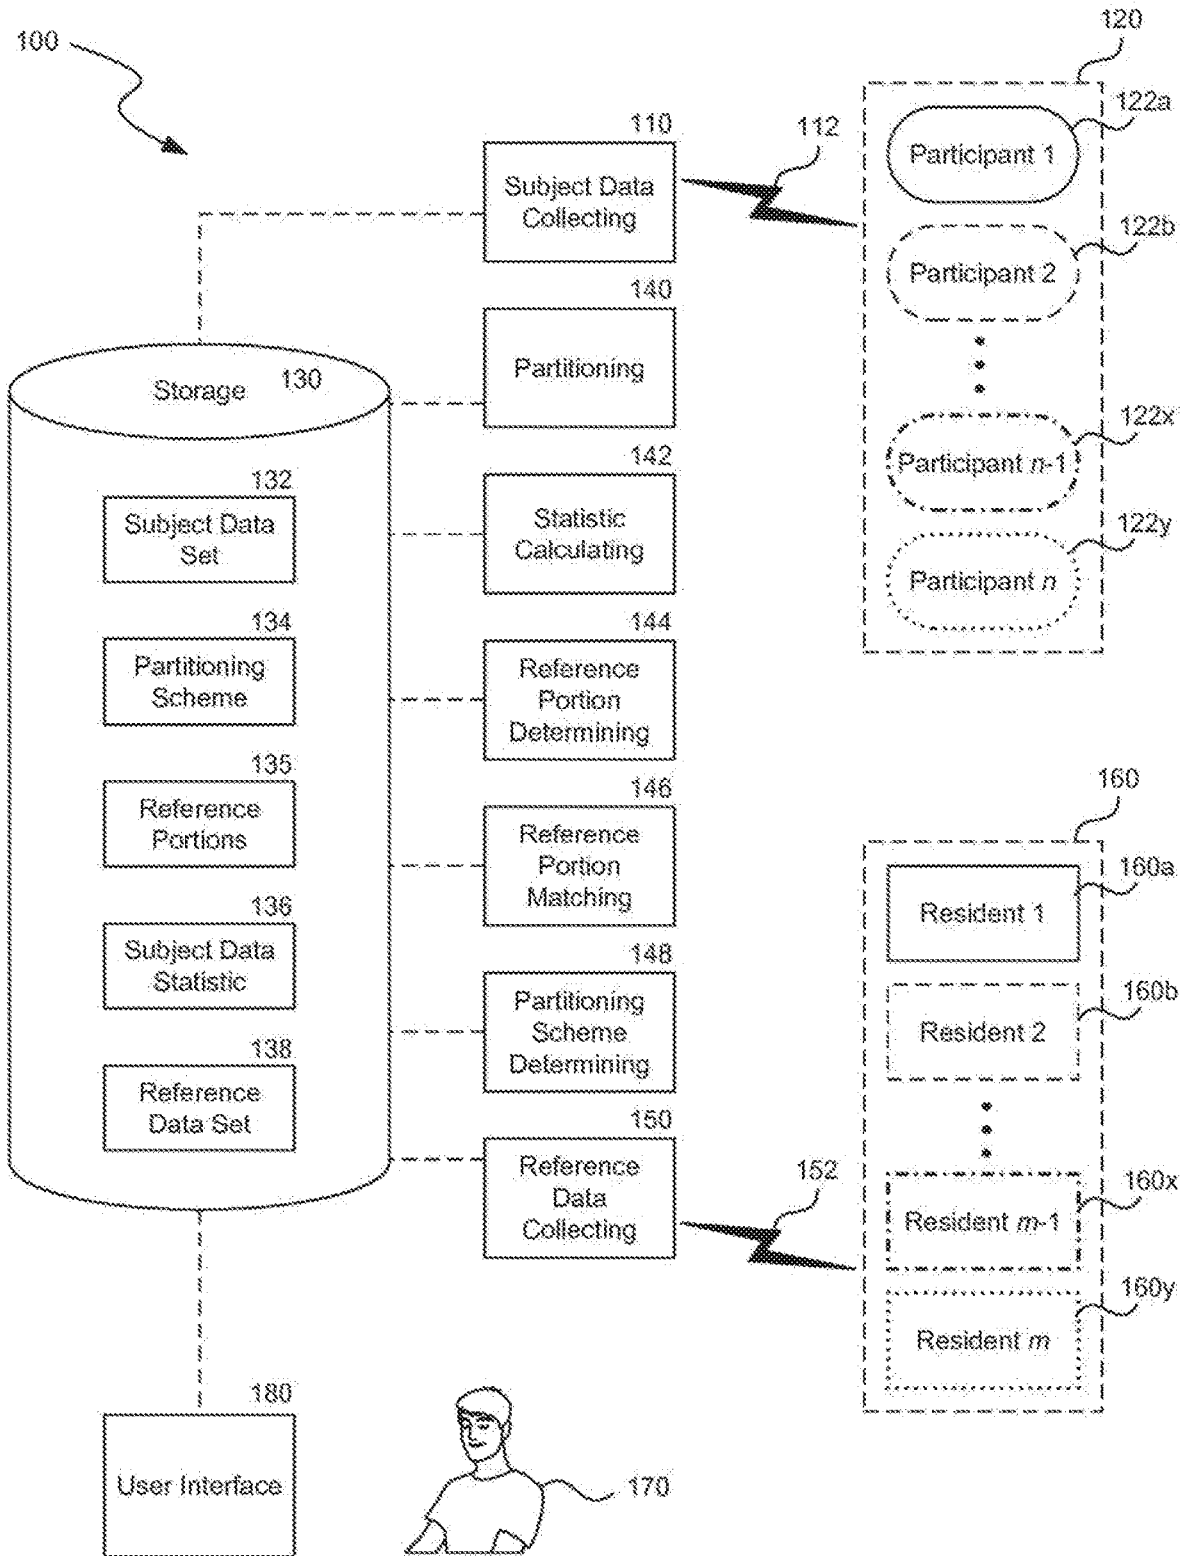 100
110
Subject Data
Collecting
112
120
122a
Participant 1
122b
Participant 2
122x
Participant n-1
122y
Participant n
140
Partitioning
Storage 130
132
Subject Data
Set
134
Partitioning
Scheme
135
Reference
Portions
136
Subject Data
Statistic
138
Reference
Data Set
142
Statistic
Calculating
144
Reference
Portion
Determining
146
Reference
Portion
Matching
148
Partitioning
Scheme
Determining
150
Reference
Data
Collecting
152
160
160a
Resident 1
160b
Resident 2
160x
Resident m-1
160y
Resident m
180
User Interface
170